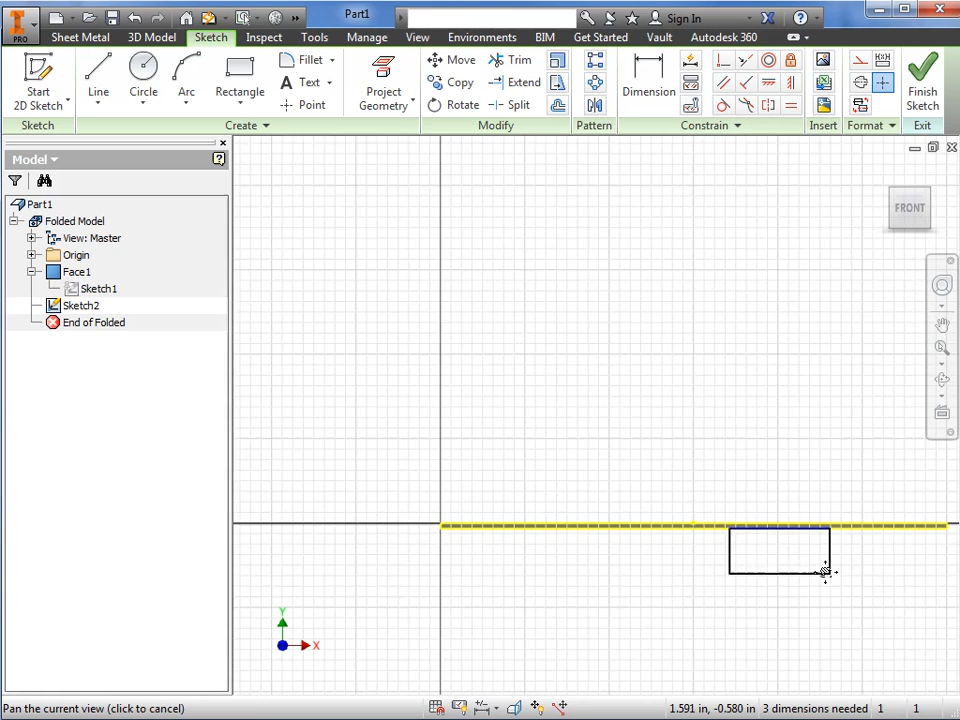 Part1
Sign In
PRO
Sheet Metal 3D Model Sketch Inspect Tools Manage View Environments BIM Get Started Vault Autodesk 360
Start 2D Sketch
Line
Circle
Arc
Rectangle
Fillet
Text
Point
Project Geometry
Move
Copy
Rotate
Trim
Extend
Split
Dimension
Finish Sketch
Sketch
Create
Modify
Pattern
Constrain
Insert
Format
Exit
Model
Part1
Folded Model
View: Master
Origin
Face1
Sketch1
Sketch2
End of Folded
FRONT
Y
X
Pan the current view (click to cancel)
1.591 in, -0.580 in
3 dimensions needed
1
1